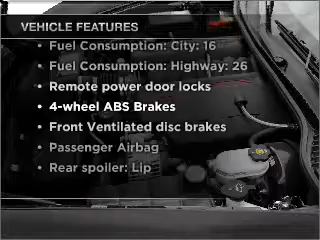 VEHICLE FEATURES
• Fuel Consumption: City: 16
• Fuel Consumption: Highway: 26
• Remote power door locks
• 4-wheel ABS Brakes
• Front Ventilated disc brakes
• Passenger Airbag
• Rear spoiler: Lip